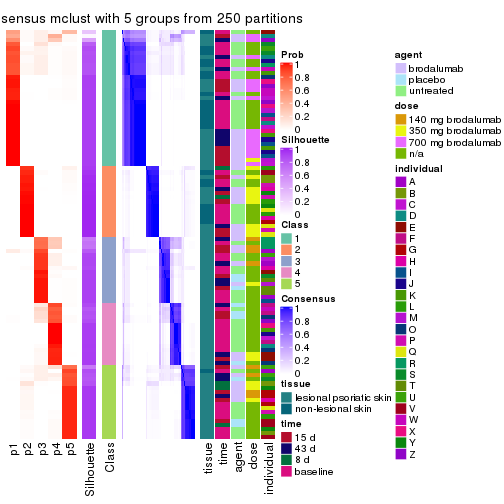 sensus mclust with 5 groups from 250 partitions
Prob
1
0.8
0.6
0.4
0.2
0
Silhouette
1
0.8
0.6
0.4
0.2
0
Class
1
2
3
4
5
Consensus
1
0.8
0.6
0.4
0.2
0
tissue
lesional psoriatic skin
non-lesional skin
time
15 d
43 d
8 d
baseline
agent
brodalumab
placebo
untreated
dose
140 mg brodalumab
350 mg brodalumab
700 mg brodalumab
n/a
individual
A
B
C
D
E
F
G
H
I
J
K
L
M
O
P
Q
R
S
T
U
V
W
X
Y
Z
p1
p2
p3
p4
p5
Silhouette
Class
tissue
time
agent
dose
individual